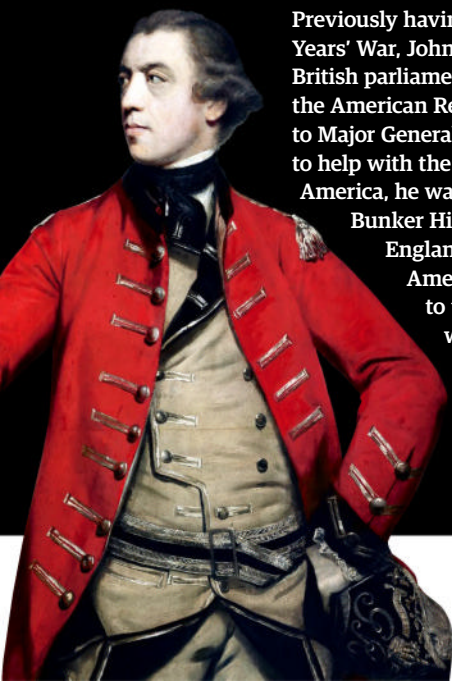 Previously havin
Years' War, John
British parliame
the American Re
to Major Genera
to help with the
America, he wa
Bunker Hi
Englan
Ame
to